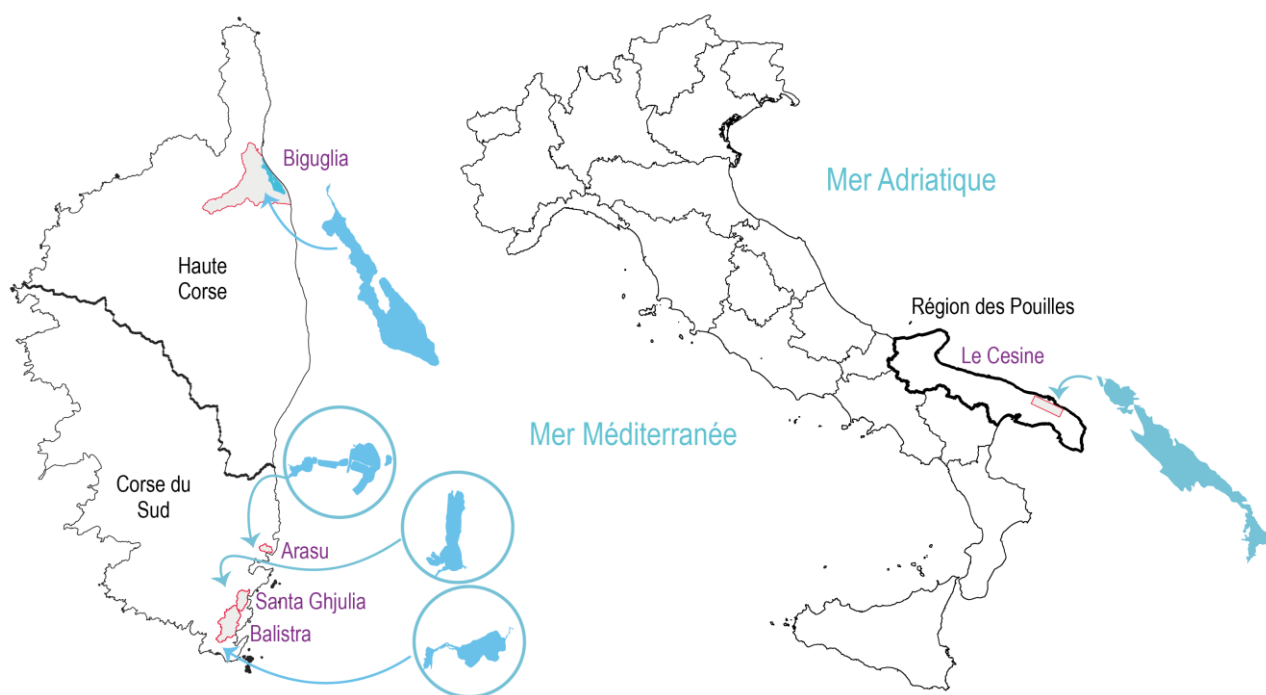 Biguglia
Haute
Corse
Corse du
Sud
Arasu
Santa Ghjulia
Balistra
Mer Adriatique
Région des Pouilles
Le Cesine
Mer Méditerranée